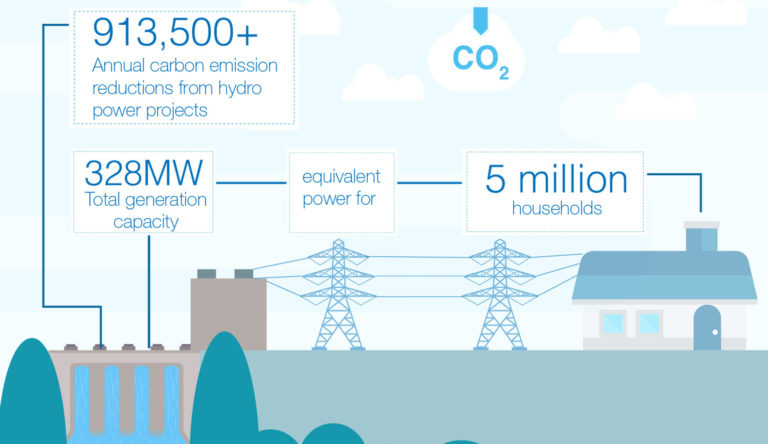 913,500+
Annual carbon emission
reductions from hydro
power projects
CO2
328MW
Total generation
capacity
equivalent
power for
5 million
households